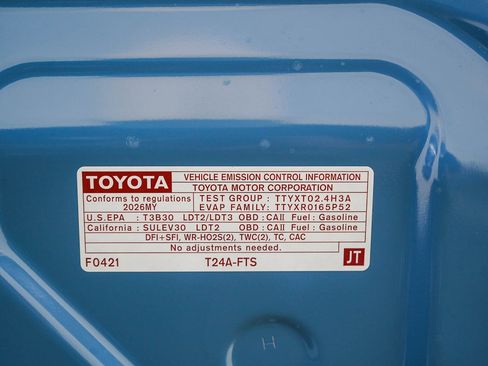 TOYOTA VEHICLE EMISSION CONTROL INFORMATION
TOYOTA MOTOR CORPORATION
Conforms to regulations TEST GROUP : TTYXT02.4H3A
2026MY EVAP FAMILY: TTYXR0165P52
U.S.EPA : T3B30 LDT2/LDT3 OBD : CAII Fuel : Gasoline
California : SULEV30 LDT2 OBD : CAII Fuel : Gasoline
DFI+SFI, WR-HO2S(2), TWC(2), TC, CAC
No adjustments needed.
F0421 T24A-FTS JT
H